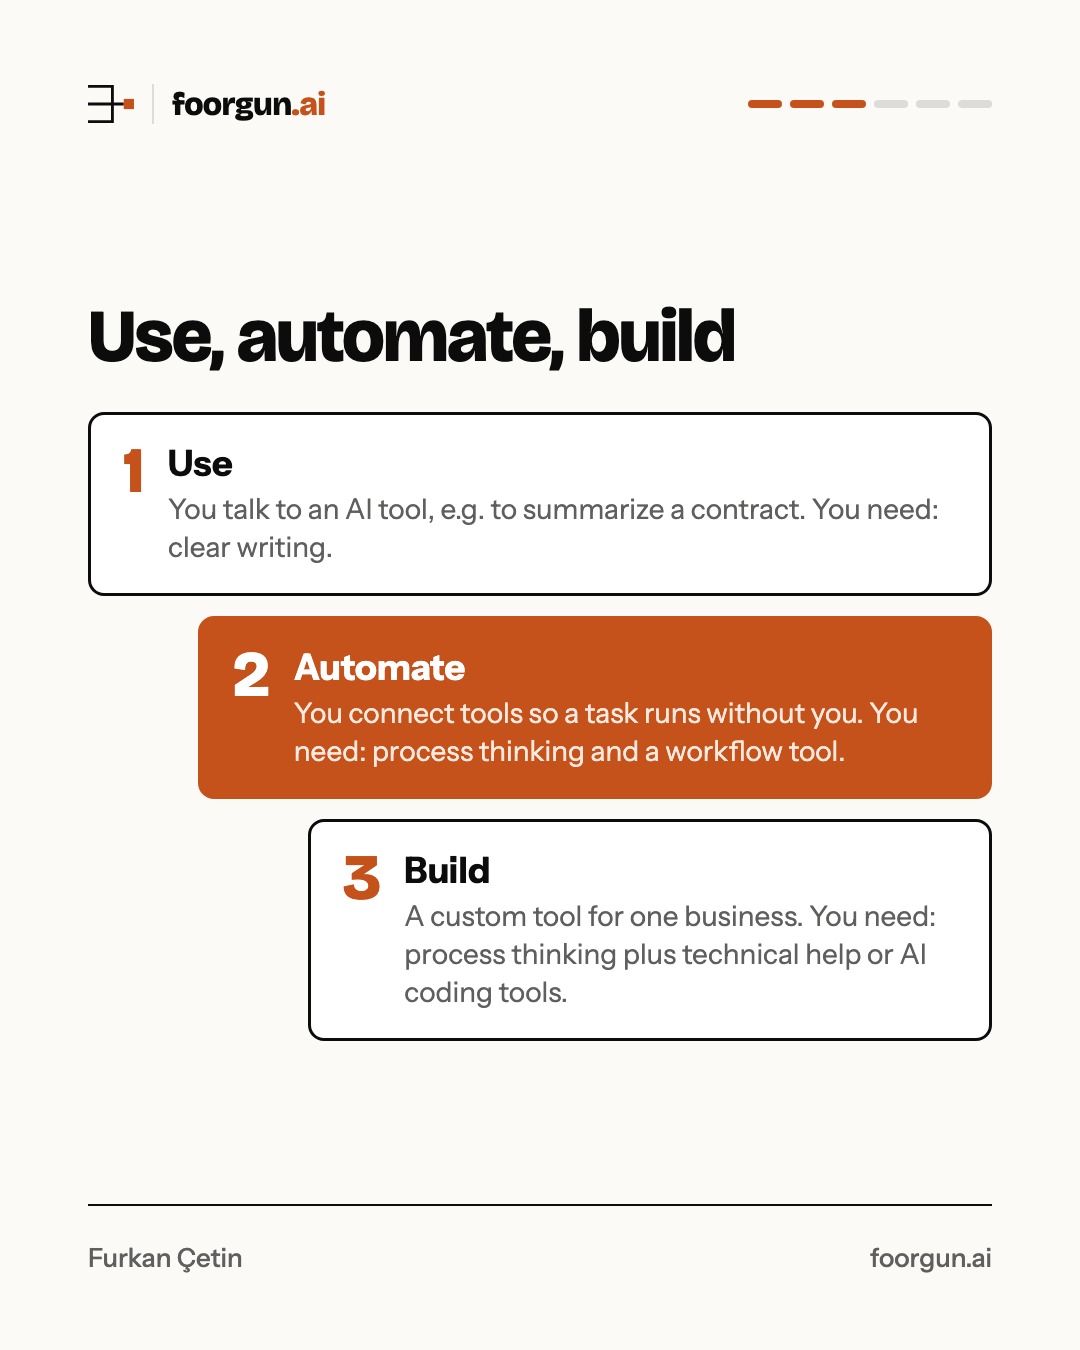 foorgun.ai
Use, automate, build
1 Use
You talk to an AI tool, e.g. to summarize a contract. You need:
clear writing.
2 Automate
You connect tools so a task runs without you. You
need: process thinking and a workflow tool.
3 Build
A custom tool for one business. You need:
process thinking plus technical help or AI
coding tools.
Furkan Çetin
foorgun.ai